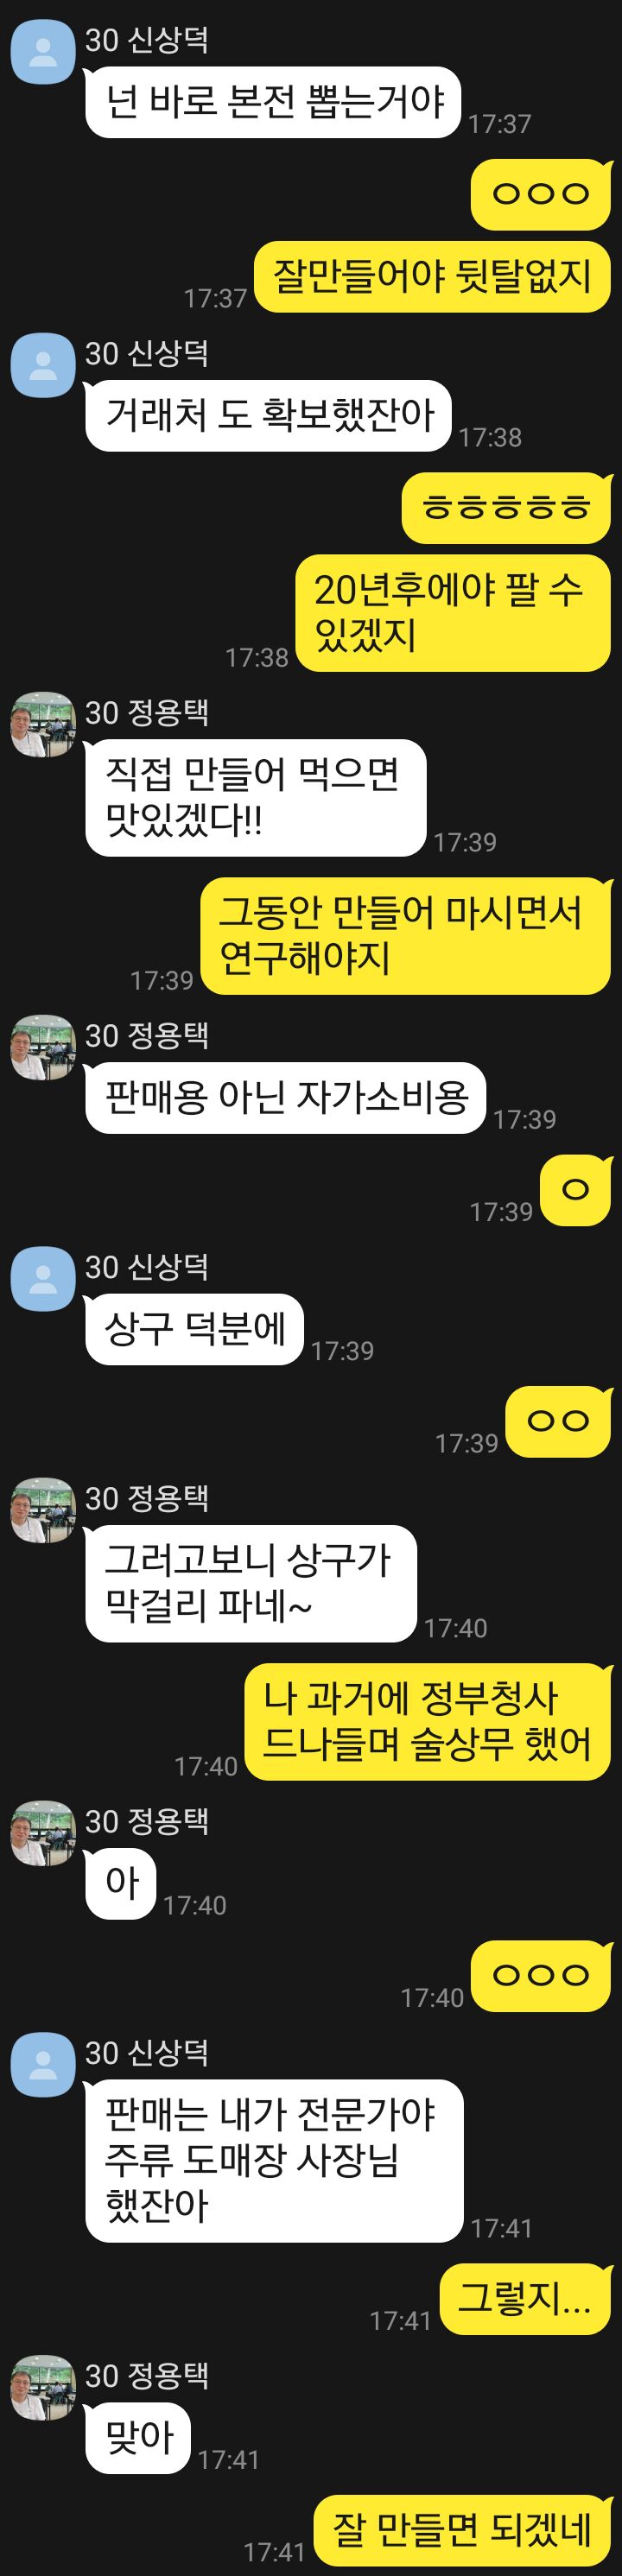 30 신상덕
넌 바로 본전 뽑는거야
17:37
ㅇㅇㅇ
잘만들어야 뒷탈없지
17:37
30 신상덕
거래처 도 확보했잔아
17:38
ㅎㅎㅎㅎㅎ
20년후에야 팔 수
있겠지
17:38
30 정용택
직접 만들어 먹으면
맛있겠다!!
17:39
그동안 만들어 마시면서
연구해야지
17:39
30 정용택
판매용 아닌 자가소비용
17:39
ㅇ
17:39
30 신상덕
상구 덕분에
17:39
ㅇㅇ
17:39
30 정용택
그러고보니 상구가
막걸리 파네~
17:40
나 과거에 정부청사
드나들며 술상무 했어
17:40
30 정용택
아
17:40
ㅇㅇㅇ
17:40
30 신상덕
판매는 내가 전문가야
주류 도매장 사장님
했잔아
17:41
그렇지...
17:41
30 정용택
맞아
17:41
잘 만들면 되겠네
17:41